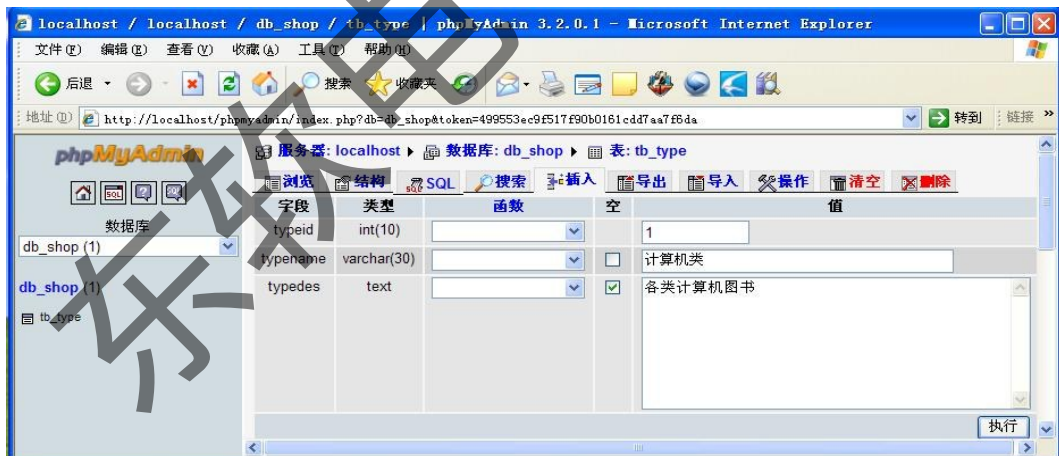 localhost / localhost / db_shop / tb_type | phpMyAdmin 3.2.0.1 - Microsoft Internet Explorer
文件(F) 编辑(E) 查看(V) 收藏(A) 工具(T) 帮助(H)
后退 搜索 收藏夹
地址(D) http://localhost/phpmyadmin/index.php?db=db_shop&token=499553ec9f517f90b0161cdd7aa7f6da 转到 链接 »
phpMyAdmin
服务器: localhost 数据库: db_shop 表: tb_type
浏览 结构 SQL 搜索 插入 导出 导入 操作 清空 删除
数据库
db_shop (1)
db_shop (1)
tb_type
字段 类型 函数 空 值
typeid int(10) 1
typename varchar(30) 计算机类
typedes text 各类计算机图书
执行
东软电